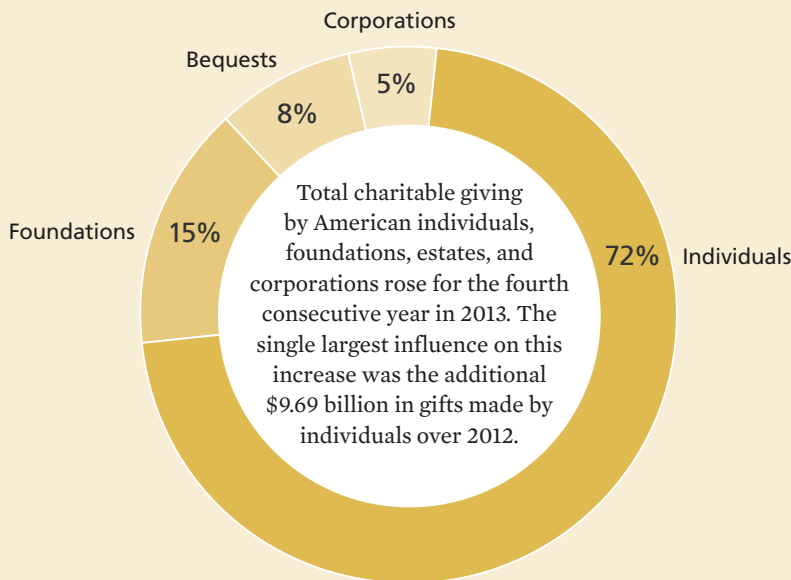 Corporations
Bequests
5%
8%
Foundations
15%
Total charitable giving
by American individuals,
foundations, estates, and
corporations rose for the fourth
consecutive year in 2013. The
single largest influence on this
increase was the additional
$9.69 billion in gifts made by
individuals over 2012.
72%
Individuals